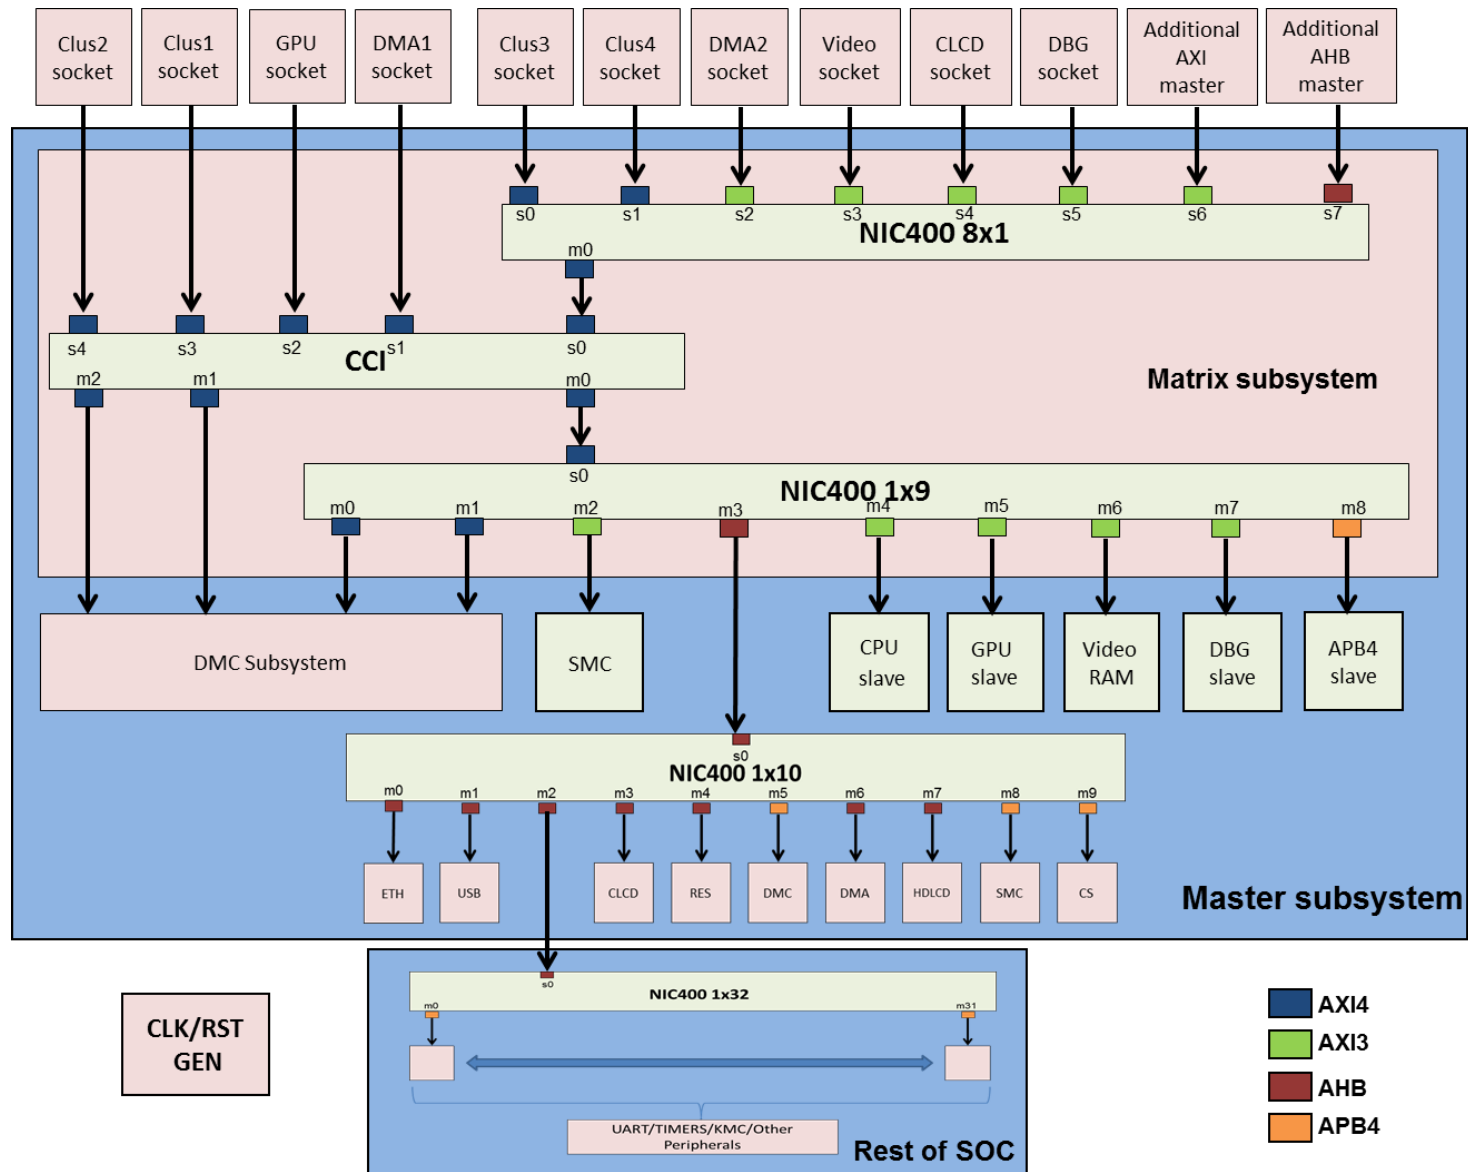 Clus2
socket
Clus1
socket
GPU
socket
DMA1
socket
Clus3
socket
Clus4
socket
DMA2
socket
Video
socket
CLCD
socket
DBG
socket
Additional
AXI
master
Additional
AHB
master
s0
s1
s2
s3
s4
s5
s6
s7
NIC400 8x1
m0
s4
s3
s2
s1
s0
CCI
m2
m1
m0
Matrix subsystem
s0
NIC400 1x9
m0
m1
m2
m3
m4
m5
m6
m7
m8
DMC Subsystem
SMC
CPU
slave
GPU
slave
Video
RAM
DBG
slave
APB4
slave
s0
NIC400 1x10
m0
m1
m2
m3
m4
m5
m6
m7
m8
m9
ETH
USB
CLCD
RES
DMC
DMA
HDLCD
SMC
CS
Master subsystem
s0
NIC400 1x32
m0
m31
UART/TIMERS/KMC/Other
Peripherals
Rest of SOC
CLK/RST
GEN
AXI4
AXI3
AHB
APB4